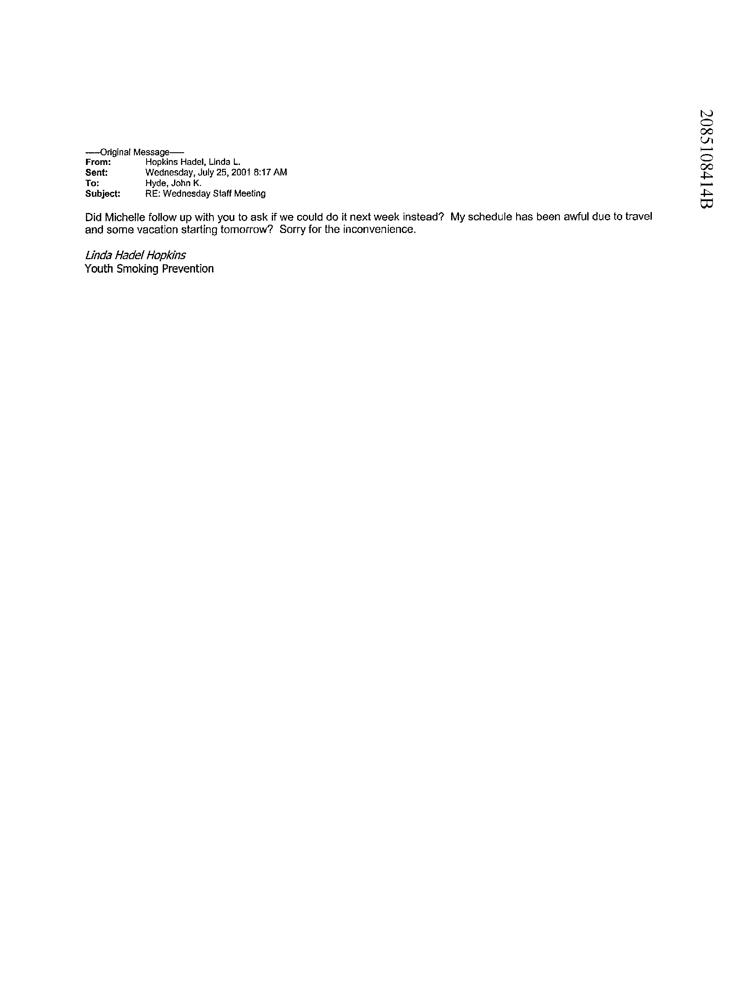 -----Original Message-----
From: Hopkins Hadel, Linda L.
Sent: Wednesday, July 25, 2001 8:17 AM
To: Hyde, John K.
Subject: RE: Wednesday Staff Meeting
Did Michelle follow up with you to ask if we could do it next week instead? My schedule has been awful due to travel
and some vacation starting tomorrow? Sorry for the inconvenience.
Linda Hadel Hopkins
Youth Smoking Prevention
2085108414B